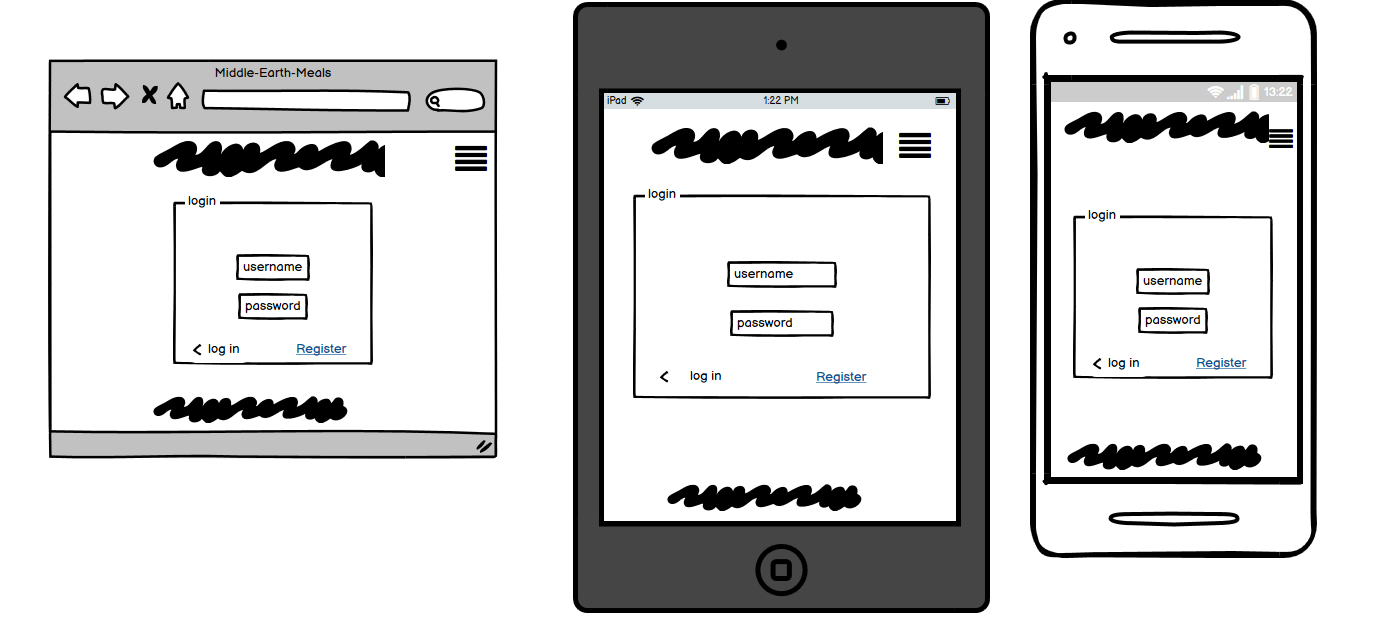 Middle-Earth-Meals
login
username
password
log in Register
iPad 1:22 PM
login
username
password
log in Register
13:22
login
username
password
log in Register